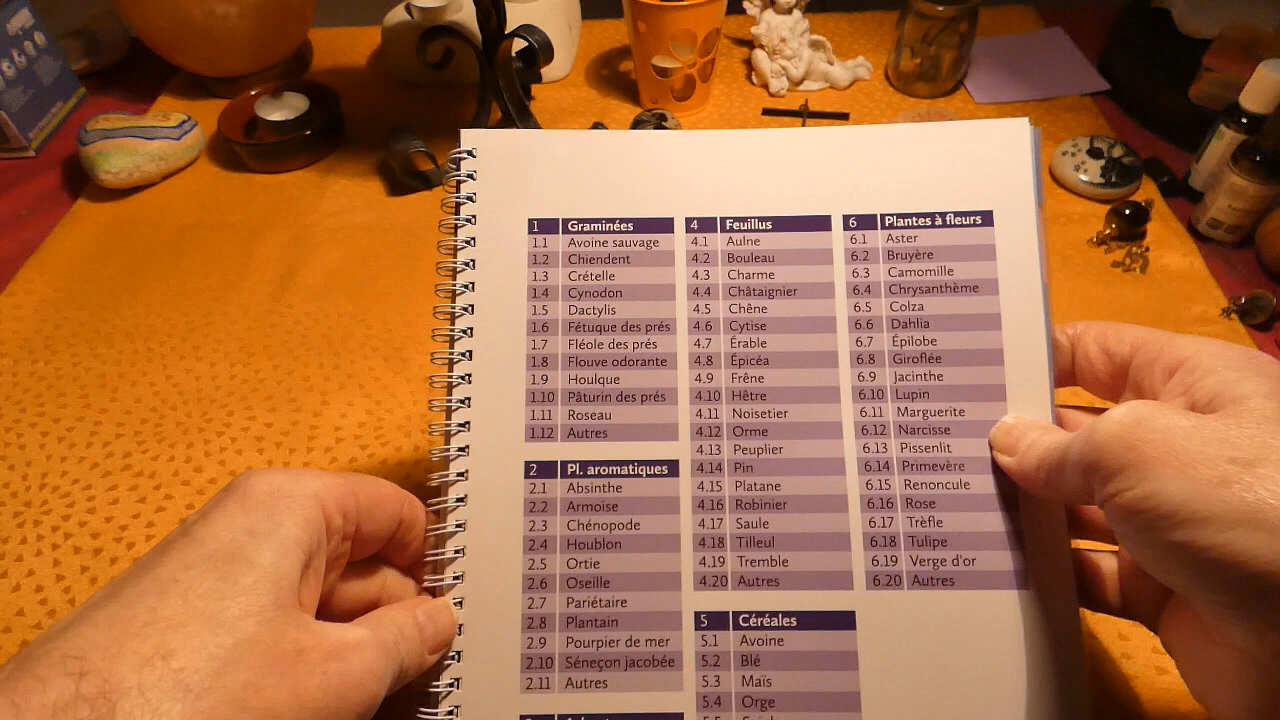 1 Graminées
1.1 Avoine sauvage
1.2 Chiendent
1.3 Crételle
1.4 Cynodon
1.5 Dactylis
1.6 Fétuque des prés
1.7 Fléole des prés
1.8 Flouve odorante
1.9 Houlque
1.10 Pâturin des prés
1.11 Roseau
1.12 Autres
2 Pl. aromatiques
2.1 Absinthe
2.2 Armoise
2.3 Chénopode
2.4 Houblon
2.5 Ortie
2.6 Oseille
2.7 Pariétaire
2.8 Plantain
2.9 Pourpier de mer
2.10 Séneçon jacobée
2.11 Autres
4 Feuillus
4.1 Aulne
4.2 Bouleau
4.3 Charme
4.4 Châtaignier
4.5 Chêne
4.6 Cytise
4.7 Érable
4.8 Épicéa
4.9 Frêne
4.10 Hêtre
4.11 Noisetier
4.12 Orme
4.13 Peuplier
4.14 Pin
4.15 Platane
4.16 Robinier
4.17 Saule
4.18 Tilleul
4.19 Tremble
4.20 Autres
5 Céréales
5.1 Avoine
5.2 Blé
5.3 Maïs
5.4 Orge
6 Plantes à fleurs
6.1 Aster
6.2 Bruyère
6.3 Camomille
6.4 Chrysanthème
6.5 Colza
6.6 Dahlia
6.7 Épilobe
6.8 Giroflée
6.9 Jacinthe
6.10 Lupin
6.11 Marguerite
6.12 Narcisse
6.13 Pissenlit
6.14 Primevère
6.15 Renoncule
6.16 Rose
6.17 Trèfle
6.18 Tulipe
6.19 Verge d'or
6.20 Autres